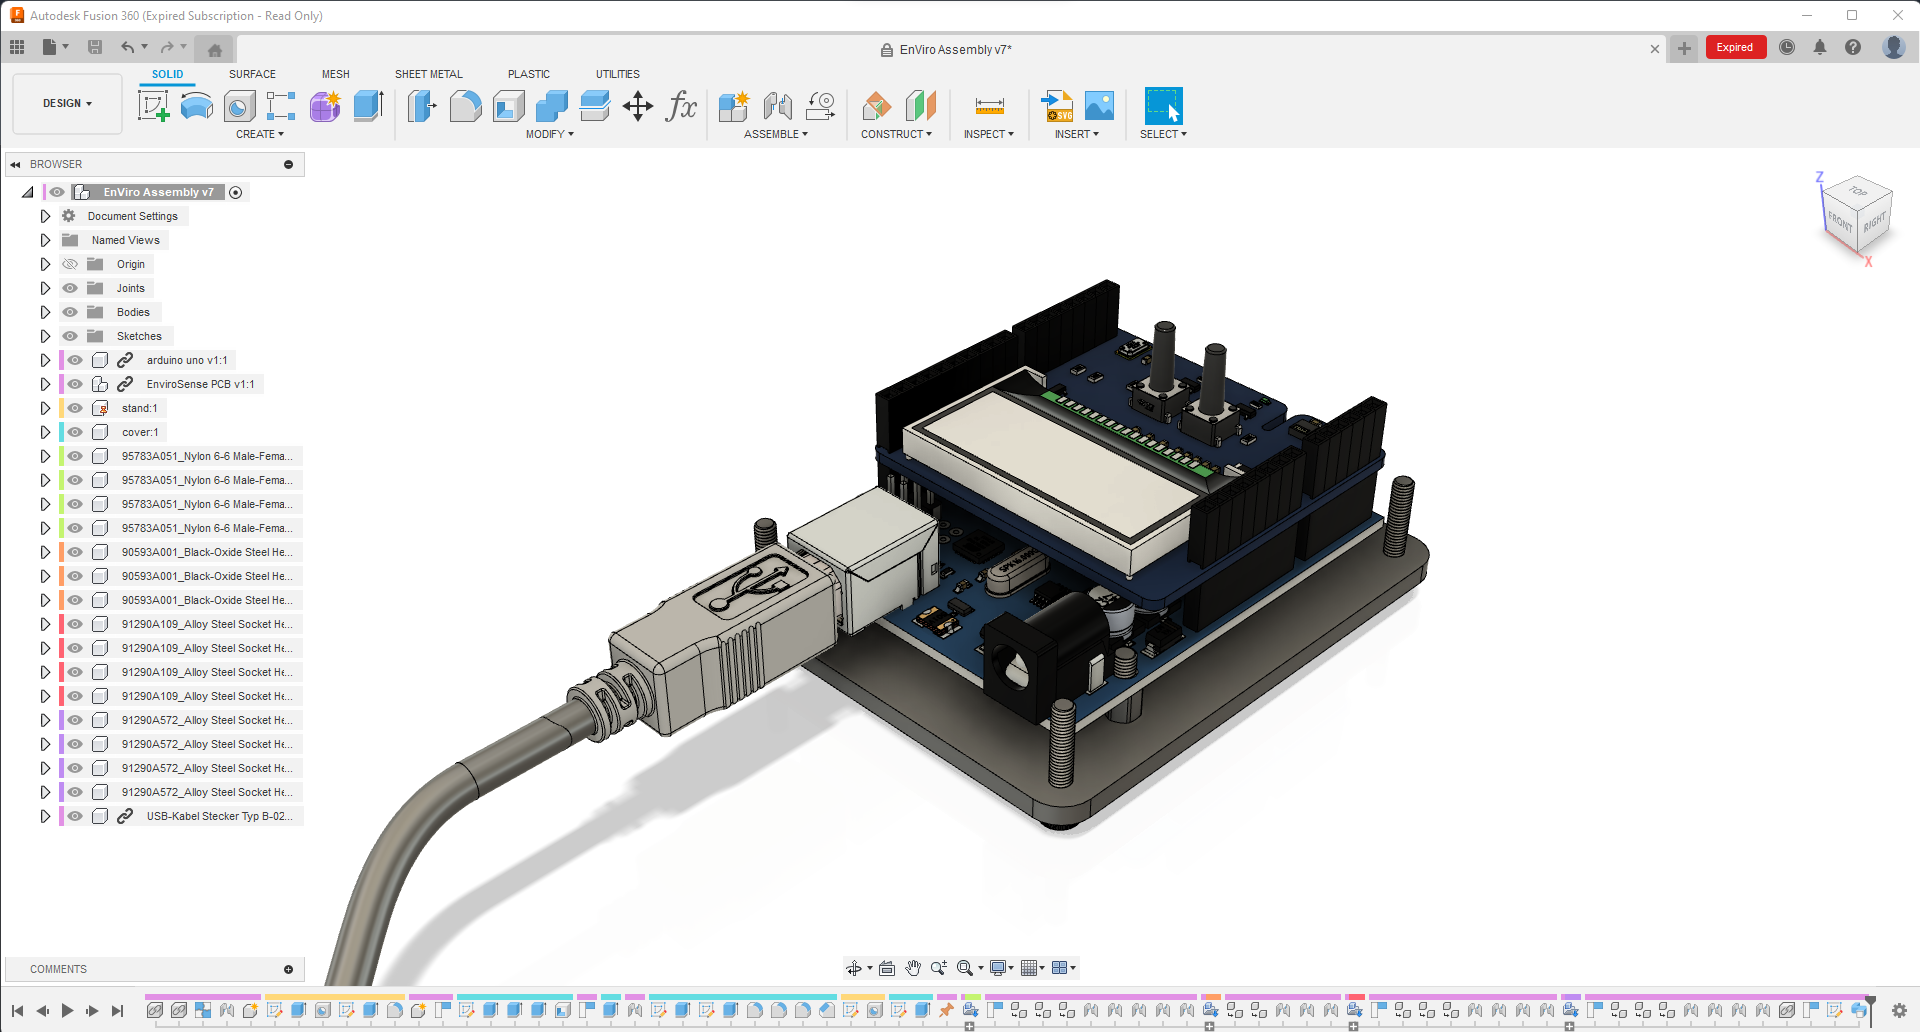 Autodesk Fusion 360 (Expired Subscription - Read Only)
EnViro Assembly v7*
Expired
DESIGN
SOLID
SURFACE
MESH
SHEET METAL
PLASTIC
UTILITIES
CREATE
MODIFY
ASSEMBLE
CONSTRUCT
INSPECT
INSERT
SELECT
fx
SVG
BROWSER
EnViro Assembly v7
Document Settings
Named Views
Origin
Joints
Bodies
Sketches
arduino uno v1:1
EnviroSense PCB v1:1
stand:1
cover:1
95783A051_Nylon 6-6 Male-Fema...
95783A051_Nylon 6-6 Male-Fema...
95783A051_Nylon 6-6 Male-Fema...
95783A051_Nylon 6-6 Male-Fema...
90593A001_Black-Oxide Steel He...
90593A001_Black-Oxide Steel He...
90593A001_Black-Oxide Steel He...
91290A109_Alloy Steel Socket He...
91290A109_Alloy Steel Socket He...
91290A109_Alloy Steel Socket He...
91290A109_Alloy Steel Socket He...
91290A572_Alloy Steel Socket He...
91290A572_Alloy Steel Socket He...
91290A572_Alloy Steel Socket He...
91290A572_Alloy Steel Socket He...
USB-Kabel Stecker Typ B-02...
Z
TOP
FRONT
RIGHT
X
COMMENTS